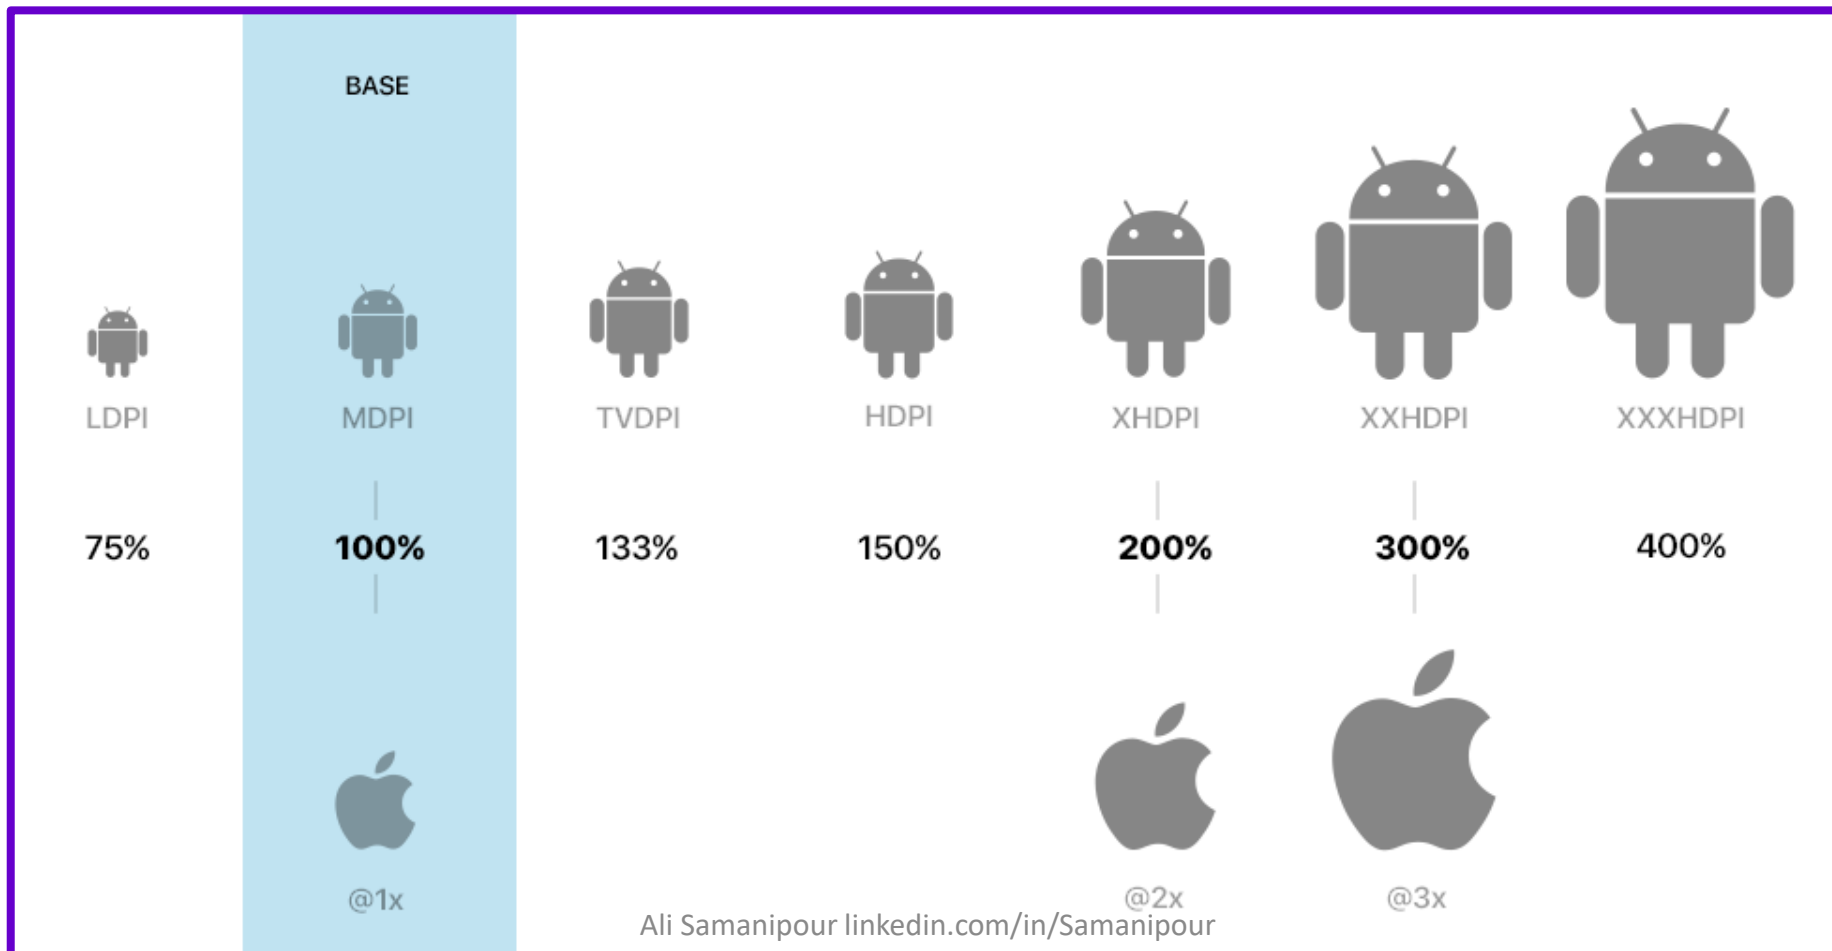 BASE
LDPI MDPI TVDPI HDPI XHDPI XXHDPI XXXHDPI
75% 100% 133% 150% 200% 300% 400%
@1x @2x @3x
Ali Samanipour linkedin.com/in/Samanipour